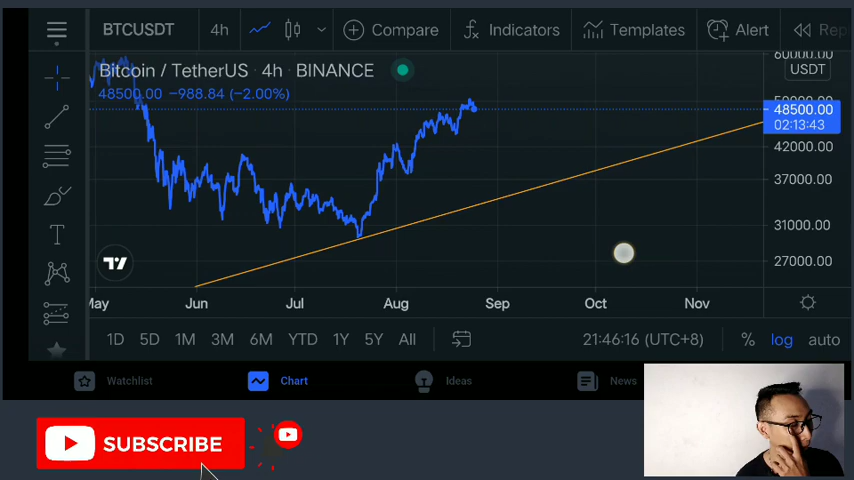 BTCUSDT 4h Compare Indicators Templates Alert Rep
60000.00
Bitcoin / TetherUS · 4h · BINANCE
USDT
48500.00 −988.84 (−2.00%)
50000.00
48500.00
02:13:43
42000.00
37000.00
31000.00
27000.00
May Jun Jul Aug Sep Oct Nov
1D 5D 1M 3M 6M YTD 1Y 5Y All 21:46:16 (UTC+8) % log auto
Watchlist Chart Ideas News
SUBSCRIBE